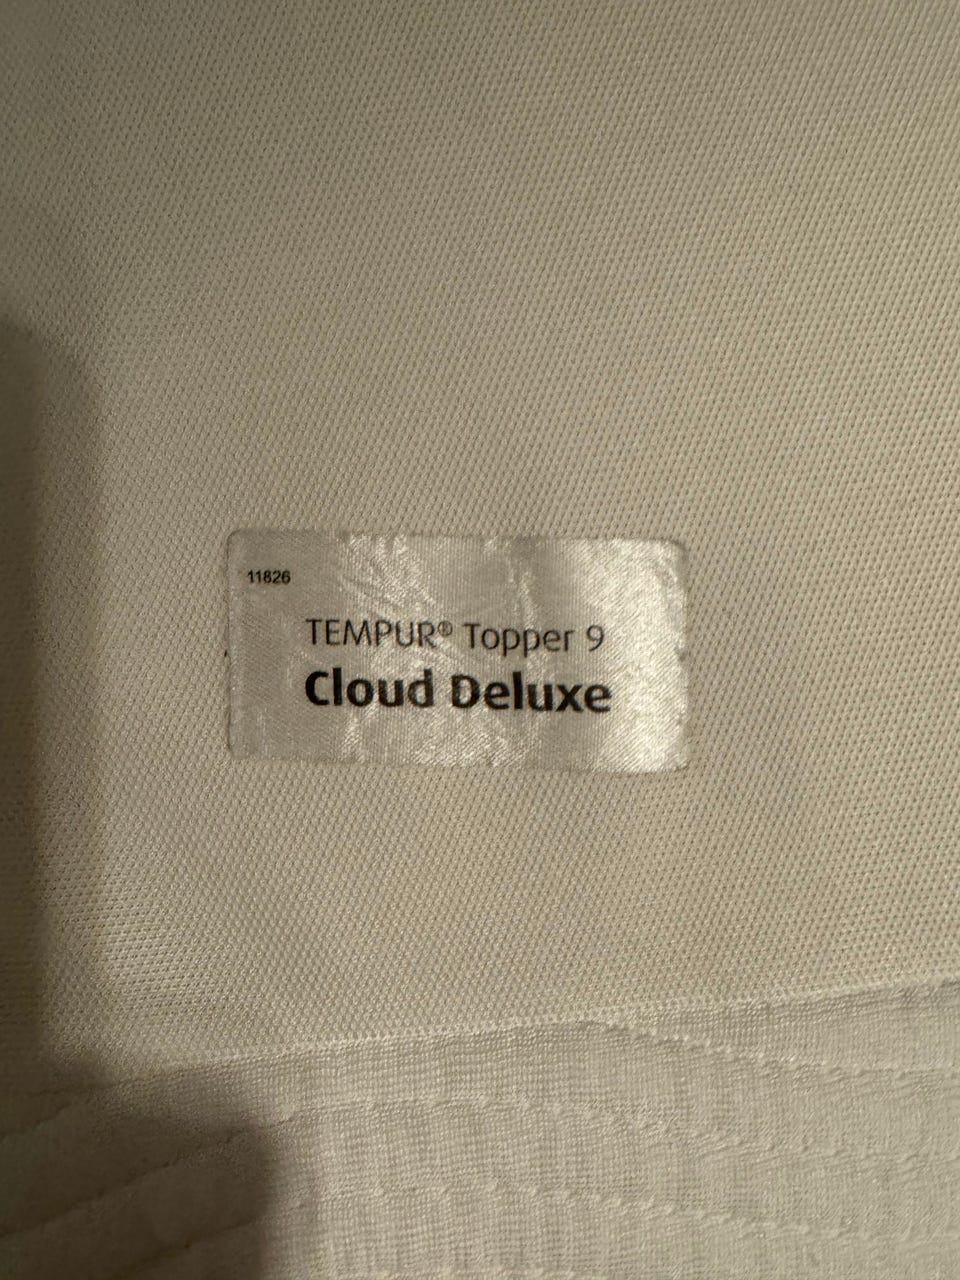 11826
TEMPUR® Topper 9
Cloud Deluxe